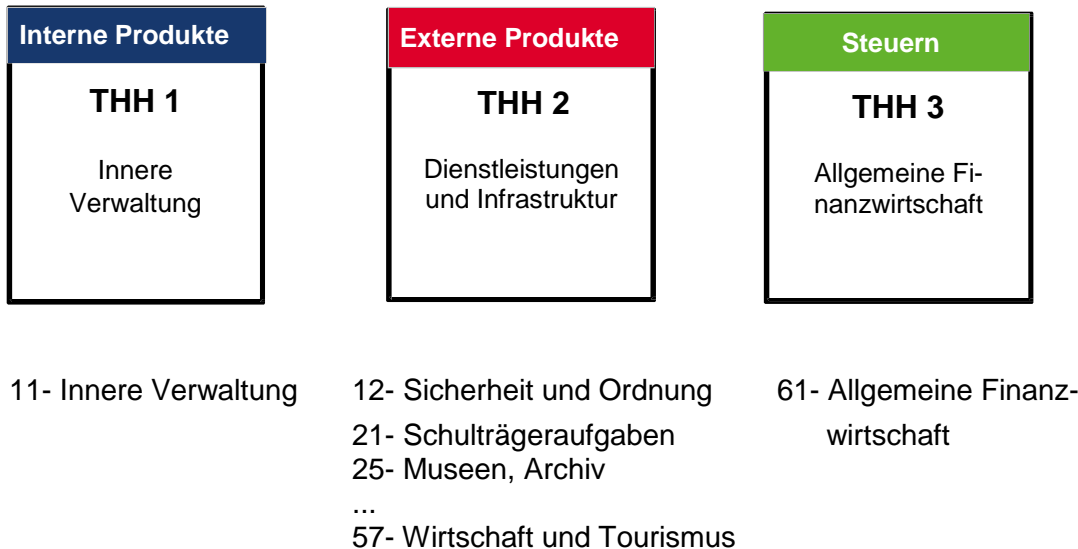 Interne Produkte
THH 1
Innere
Verwaltung
Externe Produkte
THH 2
Dienstleistungen
und Infrastruktur
Steuern
THH 3
Allgemeine Fi-
nanzwirtschaft
11- Innere Verwaltung
12- Sicherheit und Ordnung
21- Schulträgeraufgaben
25- Museen, Archiv
...
57- Wirtschaft und Tourismus
61- Allgemeine Finanz-
wirtschaft